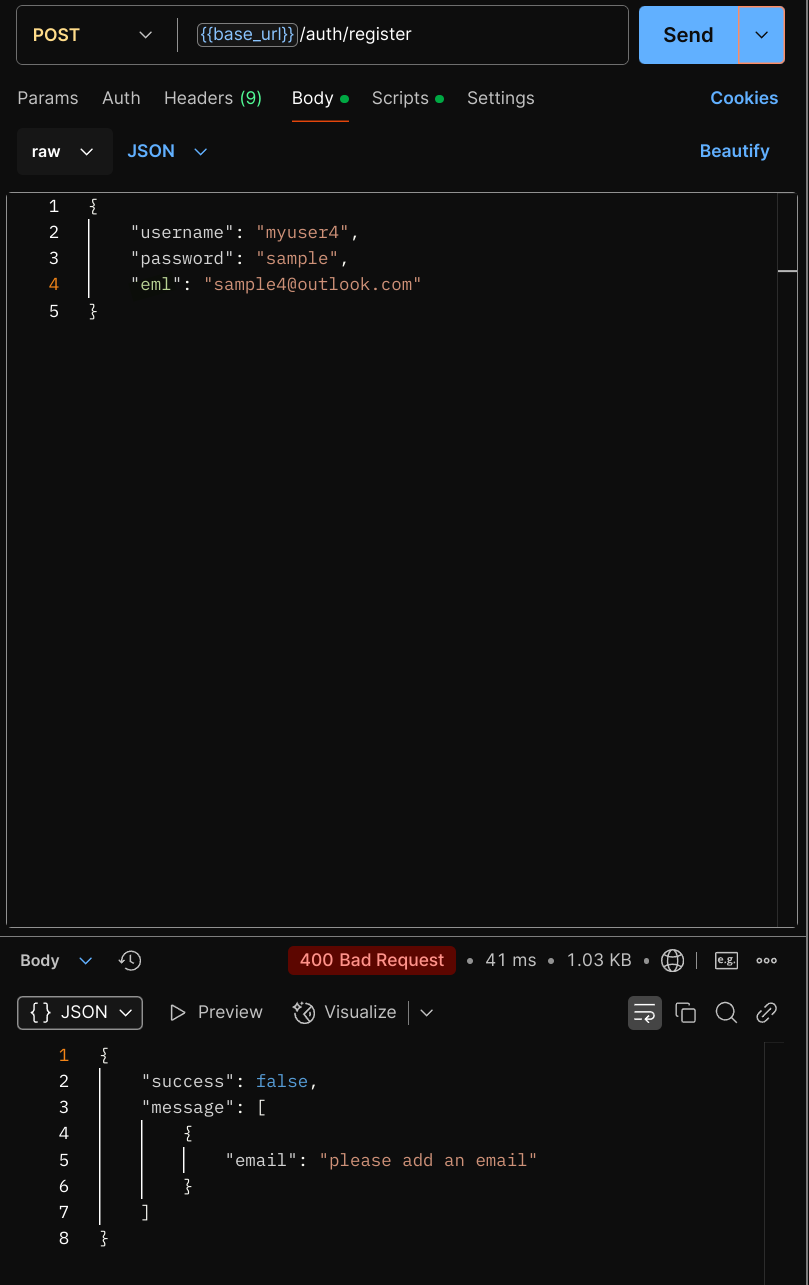 POST {{base_url}}/auth/register Send
Params Auth Headers (9) Body Scripts Settings Cookies
raw JSON Beautify
1 {
2 "username": "myuser4",
3 "password": "sample",
4 "eml": "sample4@outlook.com"
5 }
Body 400 Bad Request • 41 ms • 1.03 KB • e.g.
{} JSON Preview Visualize
1 {
2 "success": false,
3 "message": [
4 {
5 "email": "please add an email"
6 }
7 ]
8 }